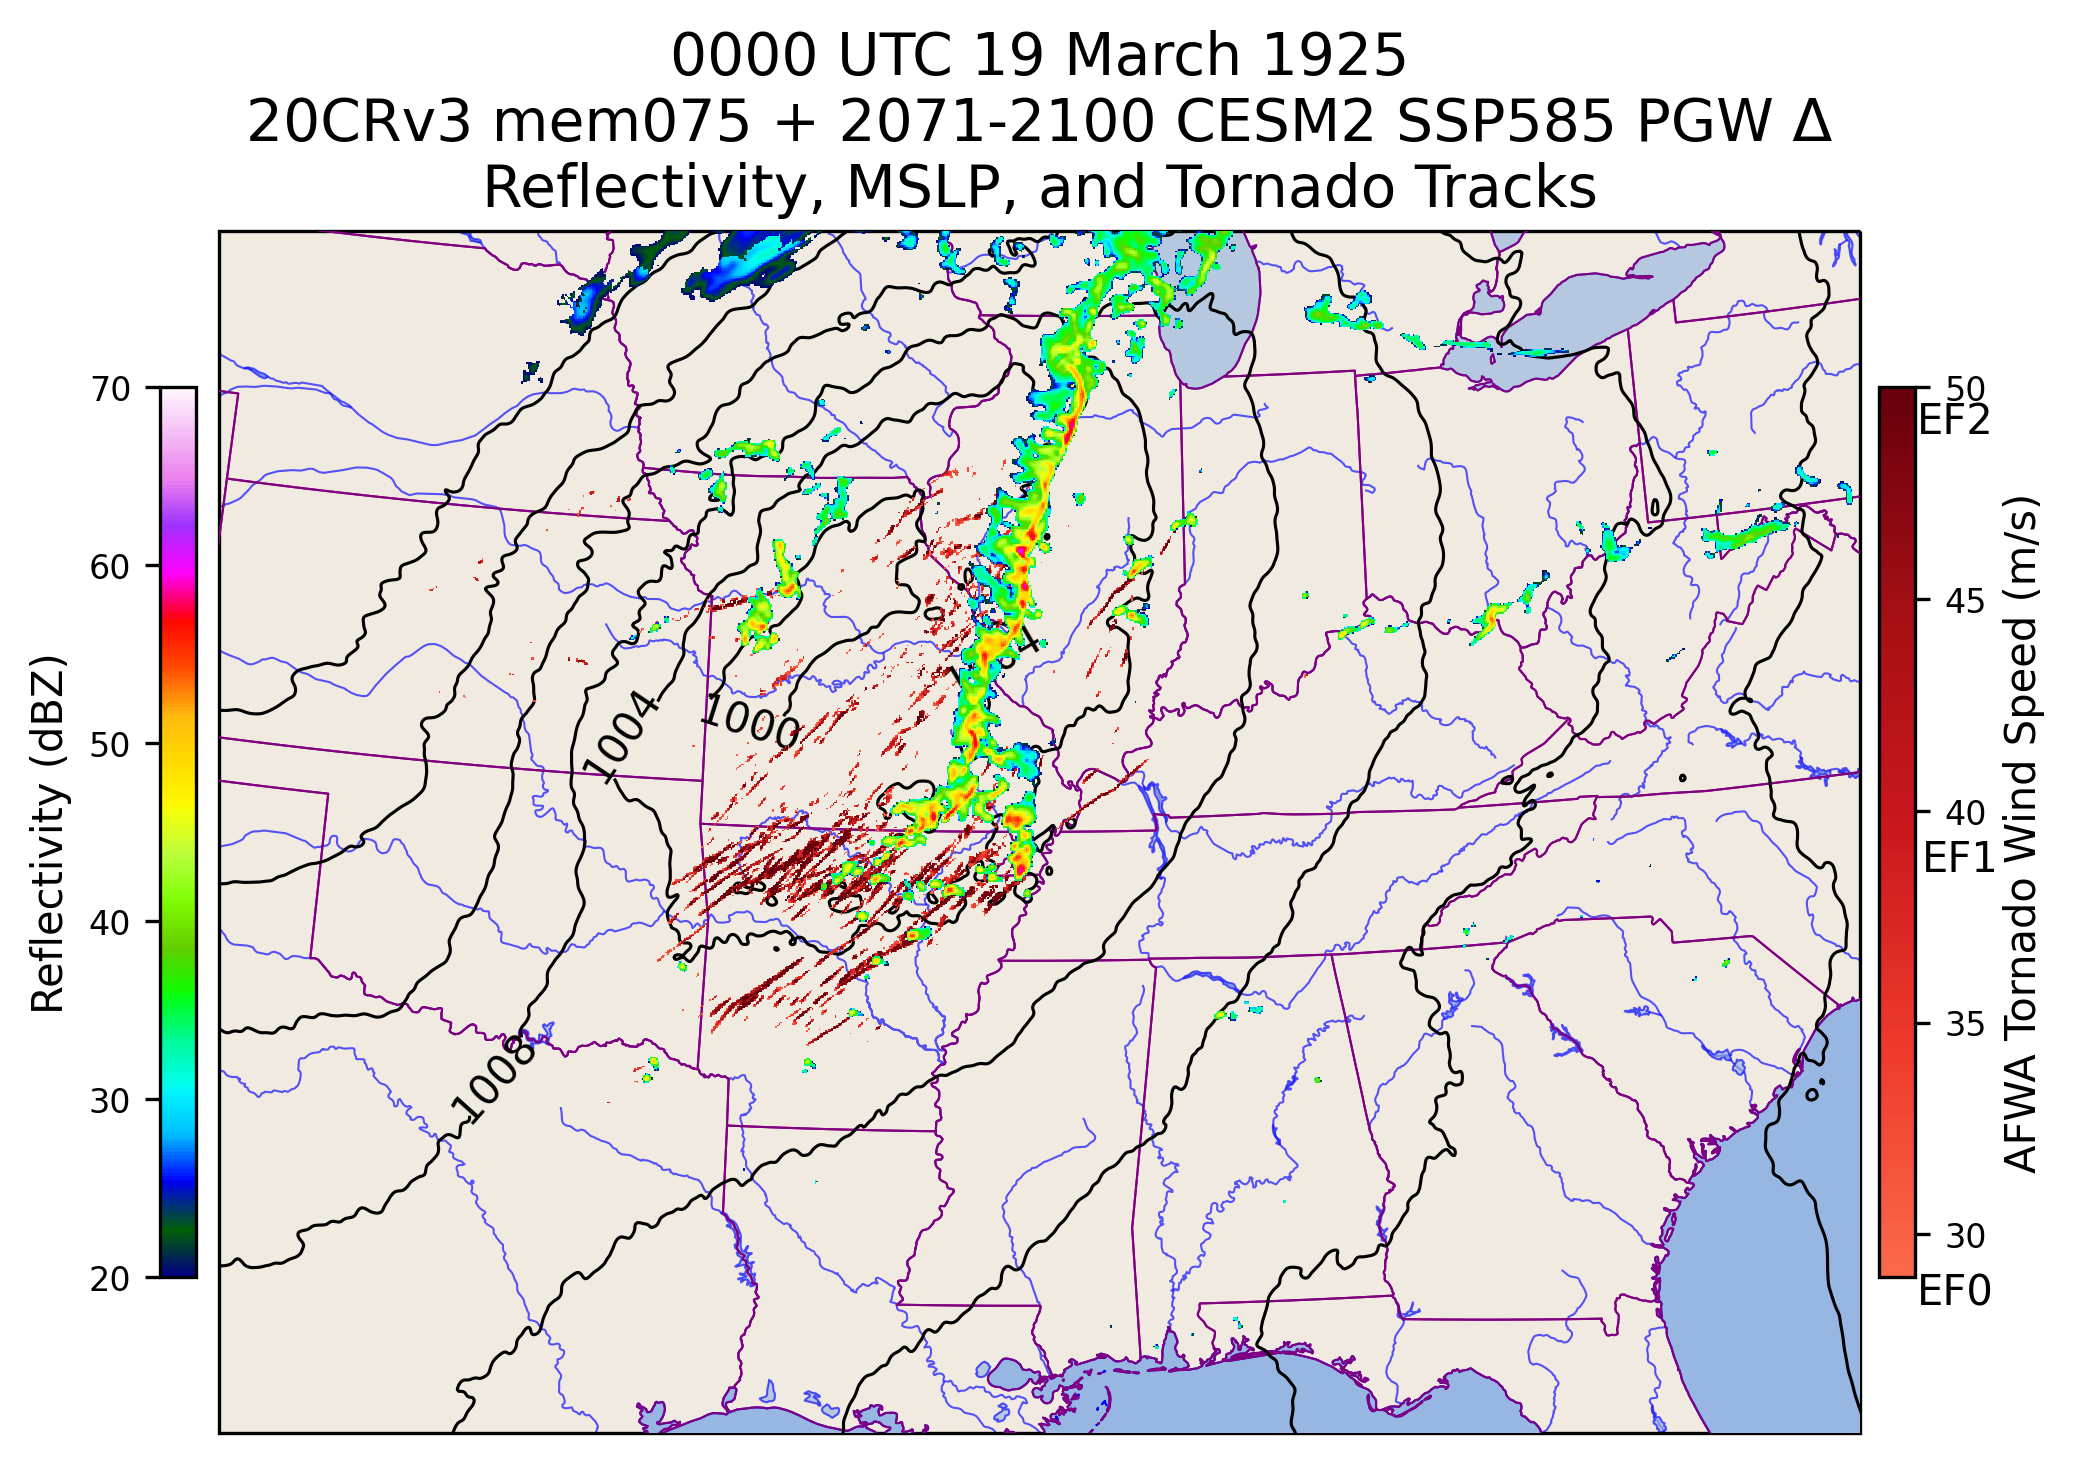 0000 UTC 19 March 1925
20CRv3 mem075 + 2071-2100 CESM2 SSP585 PGW Δ
Reflectivity, MSLP, and Tornado Tracks
70
60
50
40
30
20
Reflectivity (dBZ)
1004
1000
1008
50
EF2
45
40
EF1
35
30
EF0
AFWA Tornado Wind Speed (m/s)